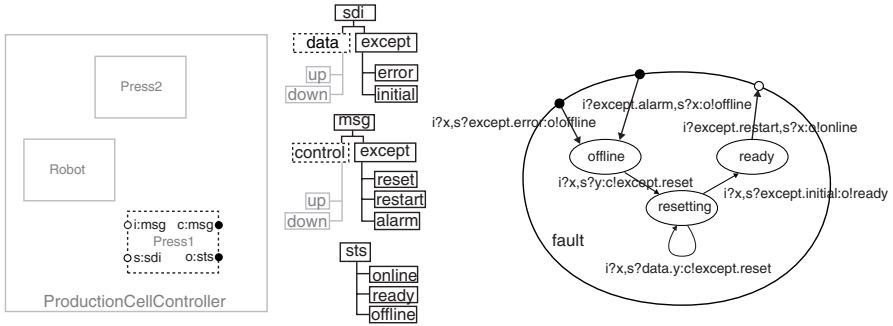 Press2
Robot
i:msg c:msg
Press1
s:sdi o:sts
ProductionCellController
sdi
data except
up
down
error
initial
msg
control except
up
down
reset
restart
alarm
sts
online
ready
offline
i?except.alarm,s?x:o!offline
i?x,s?except.error:o!offline
i?except.restart,s?x:o!online
offline
ready
i?x,s?y:c!except.reset
i?x,s?except.initial:o!ready
resetting
fault
i?x,s?data.y:c!except.reset